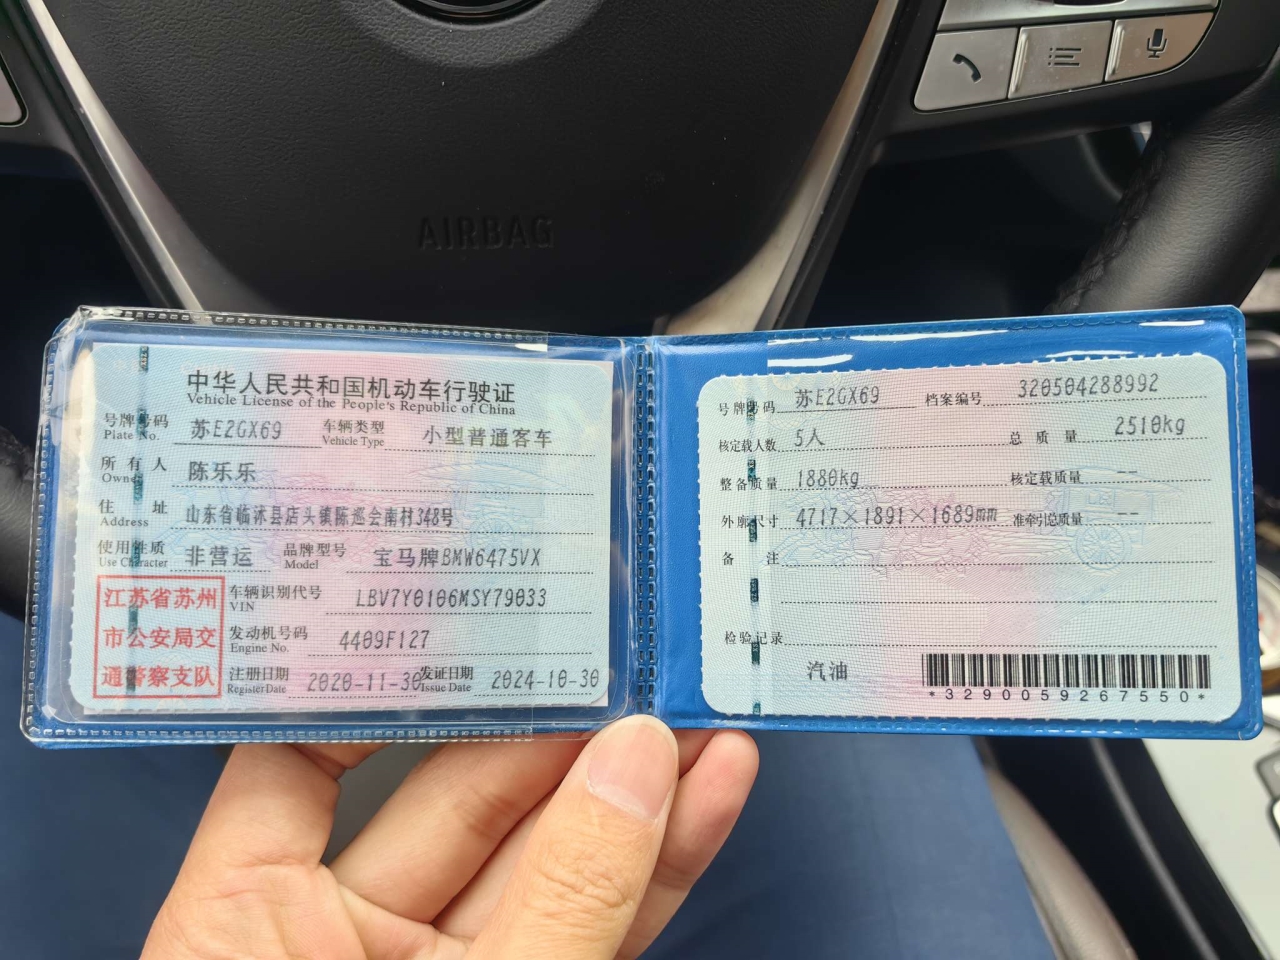 AIRBAG
中华人民共和国机动车行驶证
Vehicle License of the People's Republic of China
号牌号码 苏E2GX69 车辆类型 小型普通客车
Plate No. Vehicle Type
所有人 陈乐乐
Owner
住址 山东省临沭县店头镇陈巡会南村348号
Address
使用性质 非营运 品牌型号 宝马牌BMW6475VX
Use Character Model
江苏省苏州
市公安局交
通警察支队
车辆识别代号 LBV7Y0106MSY79033
VIN
发动机号码 4409F127
Engine No.
注册日期 2020-11-30 发证日期 2024-10-30
Register Date Issue Date
号牌号码 苏E2GX69 档案编号 320504288992
核定载人数 5人 总质量 2510kg
整备质量 1880kg 核定载质量 --
外廓尺寸 4717×1891×1689mm 准牵引总质量 --
备注
检验记录
汽油
*3290059267550*